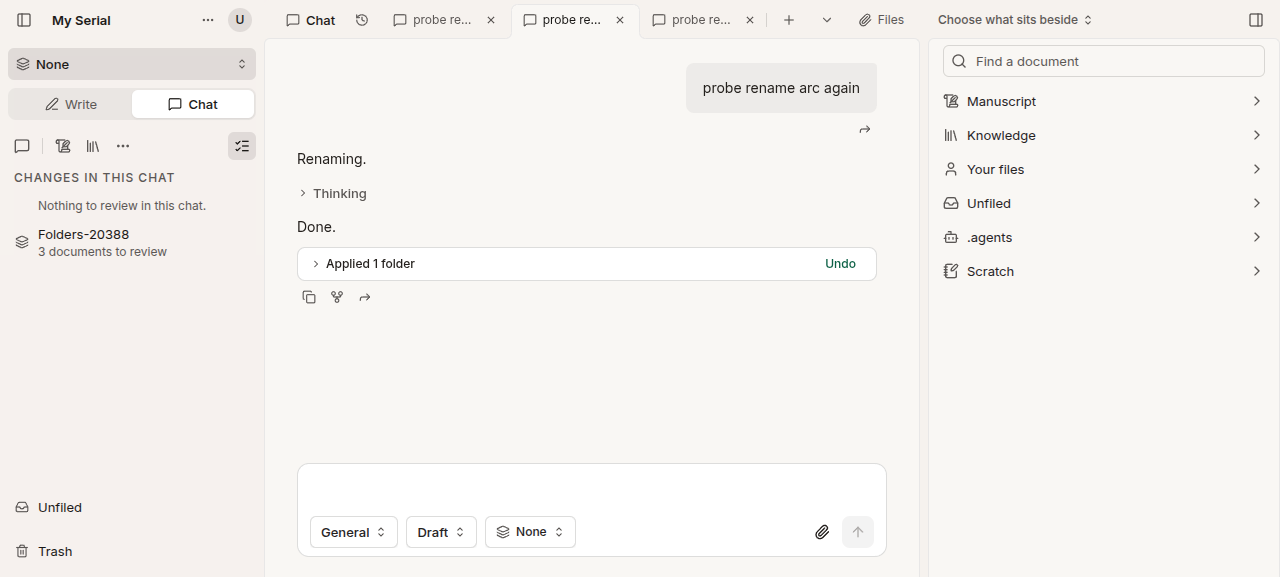 My Serial
U
None
Write
Chat
CHANGES IN THIS CHAT
Nothing to review in this chat.
Folders-20388
3 documents to review
Unfiled
Trash
Chat
probe re...
probe re...
probe re...
Files
probe rename arc again
Renaming.
Thinking
Done.
Applied 1 folder
Undo
General
Draft
None
Choose what sits beside
Find a document
Manuscript
Knowledge
Your files
Unfiled
.agents
Scratch